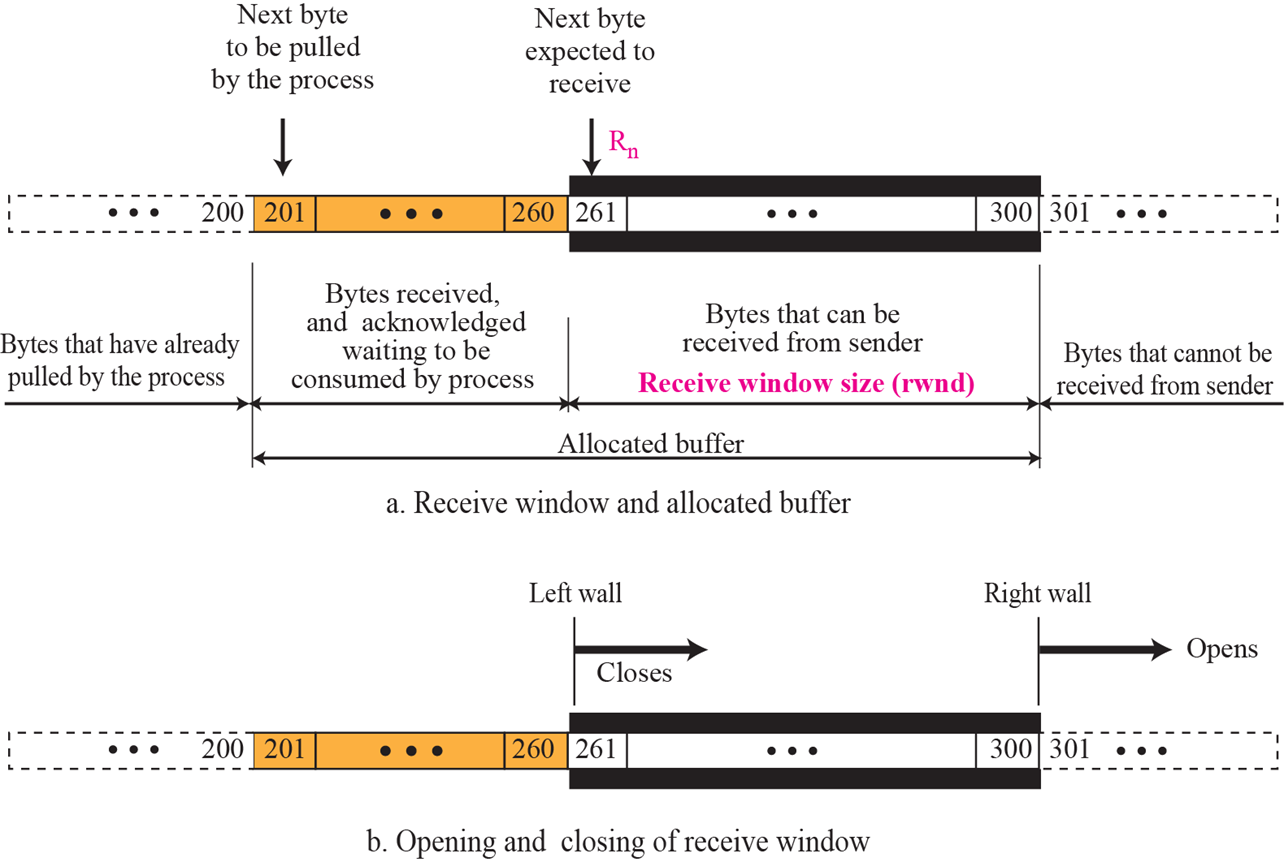 Next byte
to be pulled
by the process
Next byte
expected to
receive
Rn
• • • 200 201 • • • 260 261 • • • 300 301 • • •
Bytes that have already
pulled by the process
Bytes received,
and acknowledged
waiting to be
consumed by process
Bytes that can be
received from sender
Receive window size (rwnd)
Bytes that cannot be
received from sender
Allocated buffer
a. Receive window and allocated buffer
Left wall
Closes
Right wall
Opens
• • • 200 201 • • • 260 261 • • • 300 301 • • •
b. Opening and closing of receive window